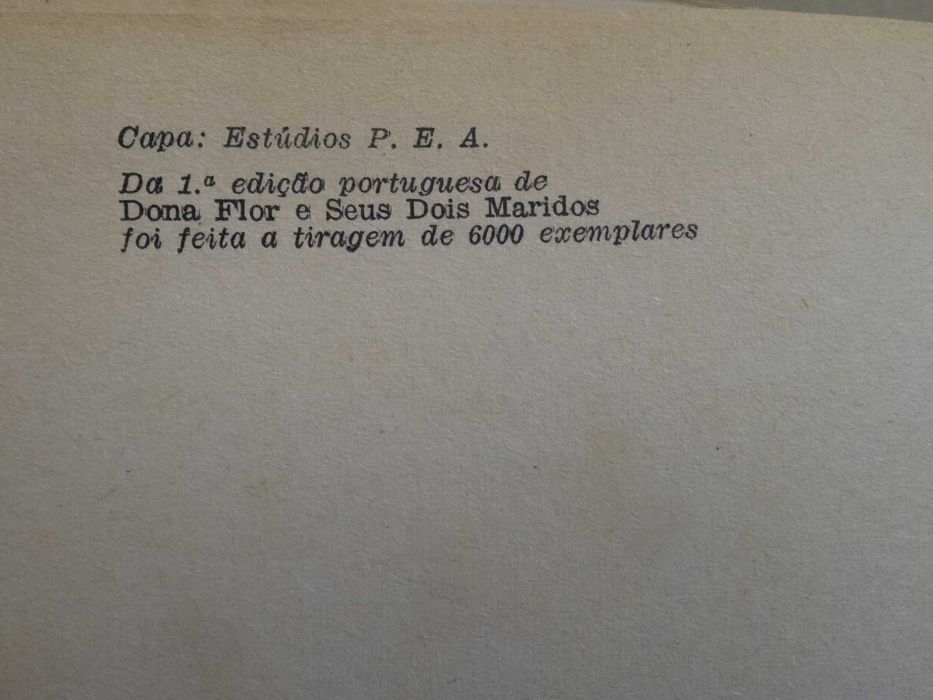 Capa: Estúdios P. E. A.
Da 1.ª edição portuguesa de
Dona Flor e Seus Dois Maridos
foi feita a tiragem de 6000 exemplares